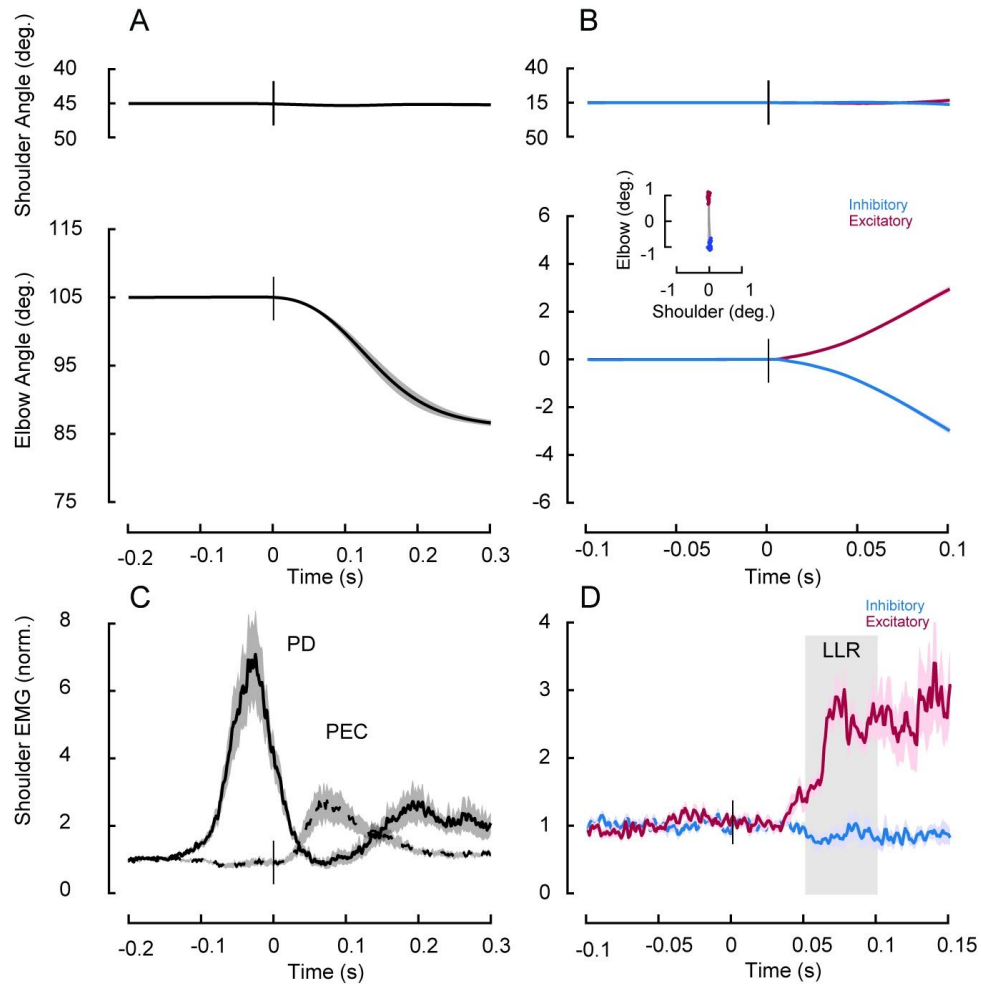 A
Shoulder Angle (deg.)
40
45
50
Elbow Angle (deg.)
115
105
95
85
75
-0.2
-0.1
0
0.1
0.2
0.3
Time (s)
B
40
15
50
Elbow (deg.)
1
0
-1
-1
0
1
Shoulder (deg.)
Inhibitory
Excitatory
6
4
2
0
-2
-4
-6
-0.1
-0.05
0
0.05
0.1
Time (s)
C
Shoulder EMG (norm.)
8
6
4
2
0
PD
PEC
-0.2
-0.1
0
0.1
0.2
0.3
Time (s)
D
Inhibitory
Excitatory
LLR
4
3
2
1
0
-0.1
-0.05
0
0.05
0.1
0.15
Time (s)